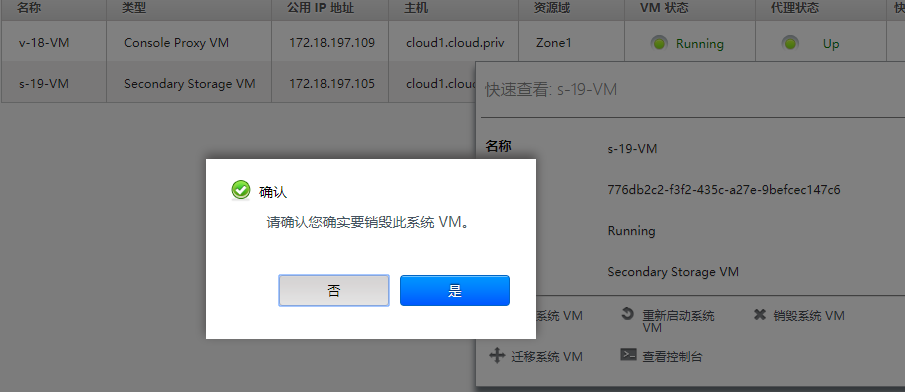 名称 类型 公用 IP 地址 主机 资源域 VM 状态 代理状态
v-18-VM Console Proxy VM 172.18.197.109 cloud1.cloud.priv Zone1 Running Up
s-19-VM Secondary Storage VM 172.18.197.105
快速查看: s-19-VM
名称 s-19-VM
776db2c2-f3f2-435c-a27e-9befcec147c6
Running
Secondary Storage VM
确认
请确认您确实要销毁此系统 VM。
否 是
系统 VM 重新启动系统 销毁系统 VM
VM
迁移系统 VM 查看控制台